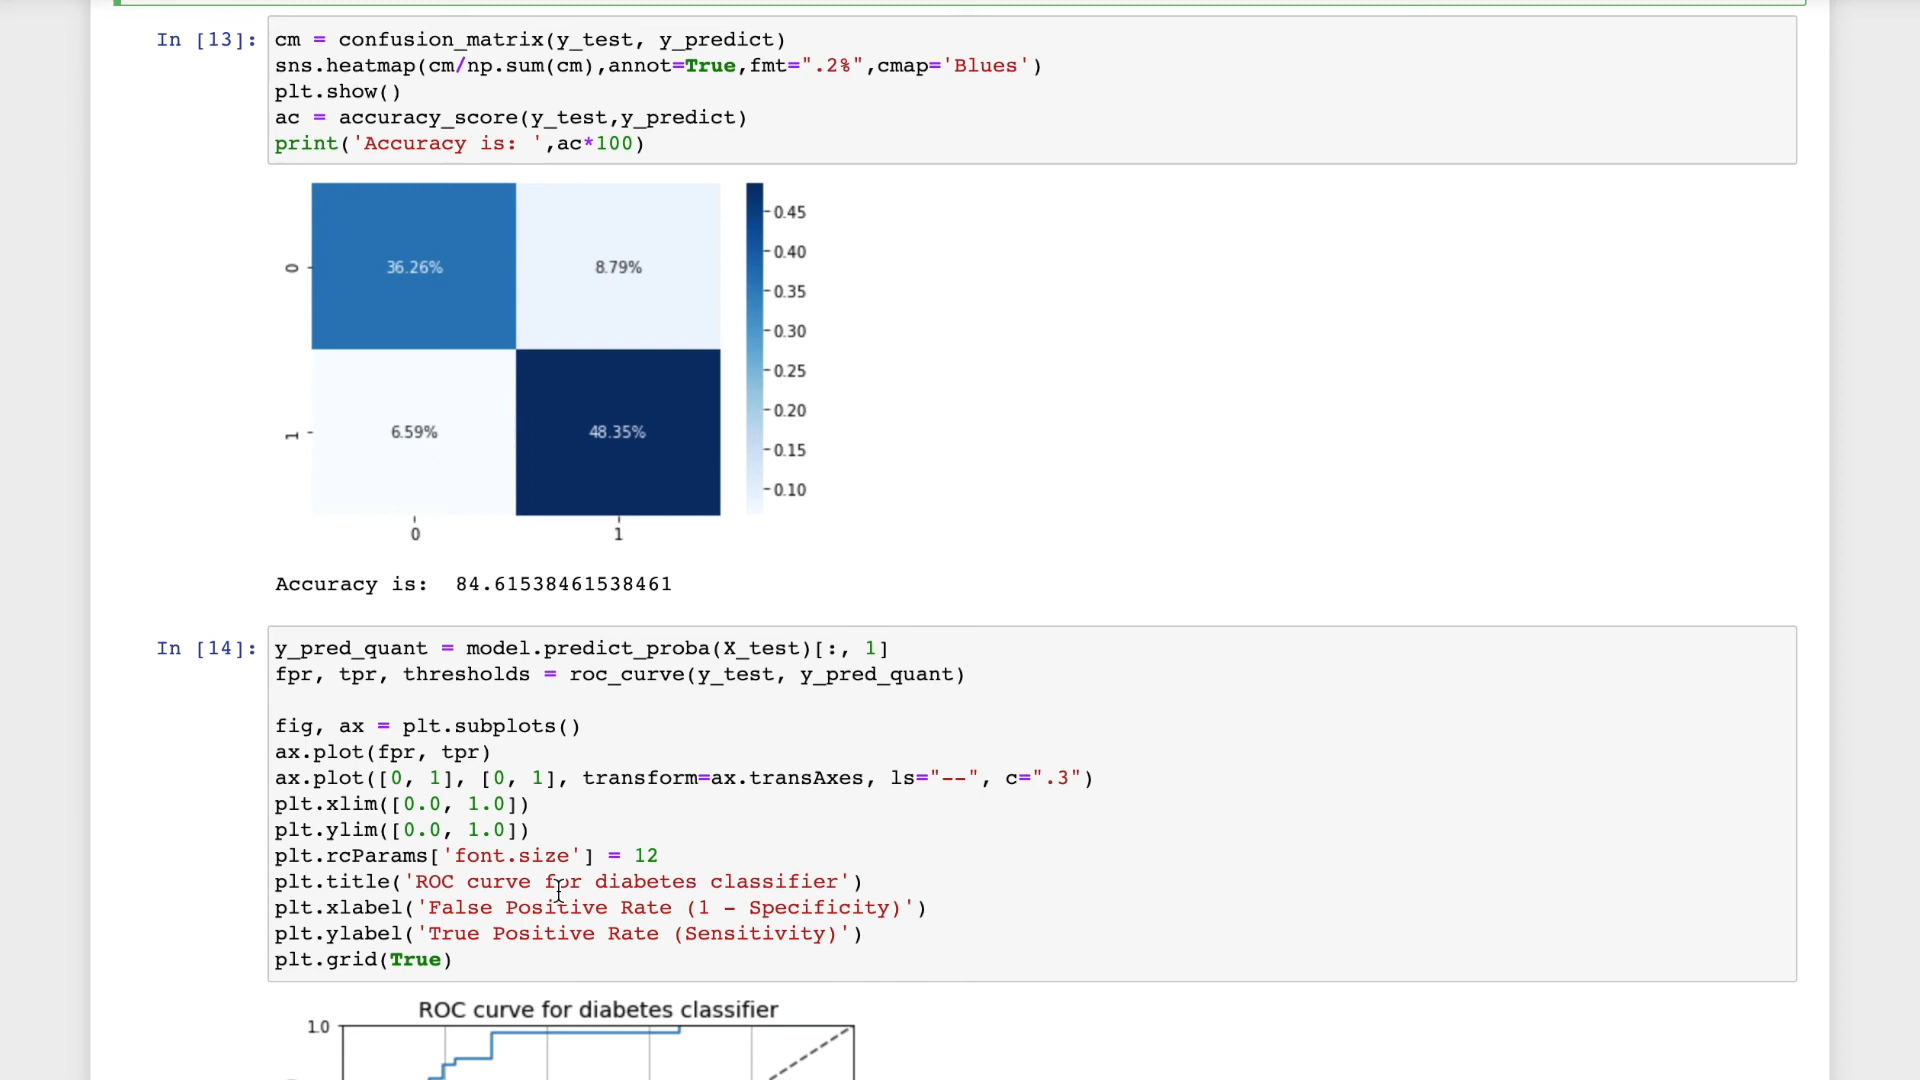 In [13]:
cm = confusion_matrix(y_test, y_predict)
sns.heatmap(cm/np.sum(cm),annot=True,fmt=".2%",cmap='Blues')
plt.show()
ac = accuracy_score(y_test,y_predict)
print('Accuracy is: ',ac*100)
0.45
36.26% 8.79%
0
0.40
0.35
0.30
0.25
0.20
6.59% 48.35%
1
0.15
0.10
0 1
Accuracy is:  84.61538461538461
In [14]:
y_pred_quant = model.predict_proba(X_test)[:, 1]
fpr, tpr, thresholds = roc_curve(y_test, y_pred_quant)
fig, ax = plt.subplots()
ax.plot(fpr, tpr)
ax.plot([0, 1], [0, 1], transform=ax.transAxes, ls="--", c=".3")
plt.xlim([0.0, 1.0])
plt.ylim([0.0, 1.0])
plt.rcParams['font.size'] = 12
plt.title('ROC curve for diabetes classifier')
plt.xlabel('False Positive Rate (1 - Specificity)')
plt.ylabel('True Positive Rate (Sensitivity)')
plt.grid(True)
ROC curve for diabetes classifier
1.0